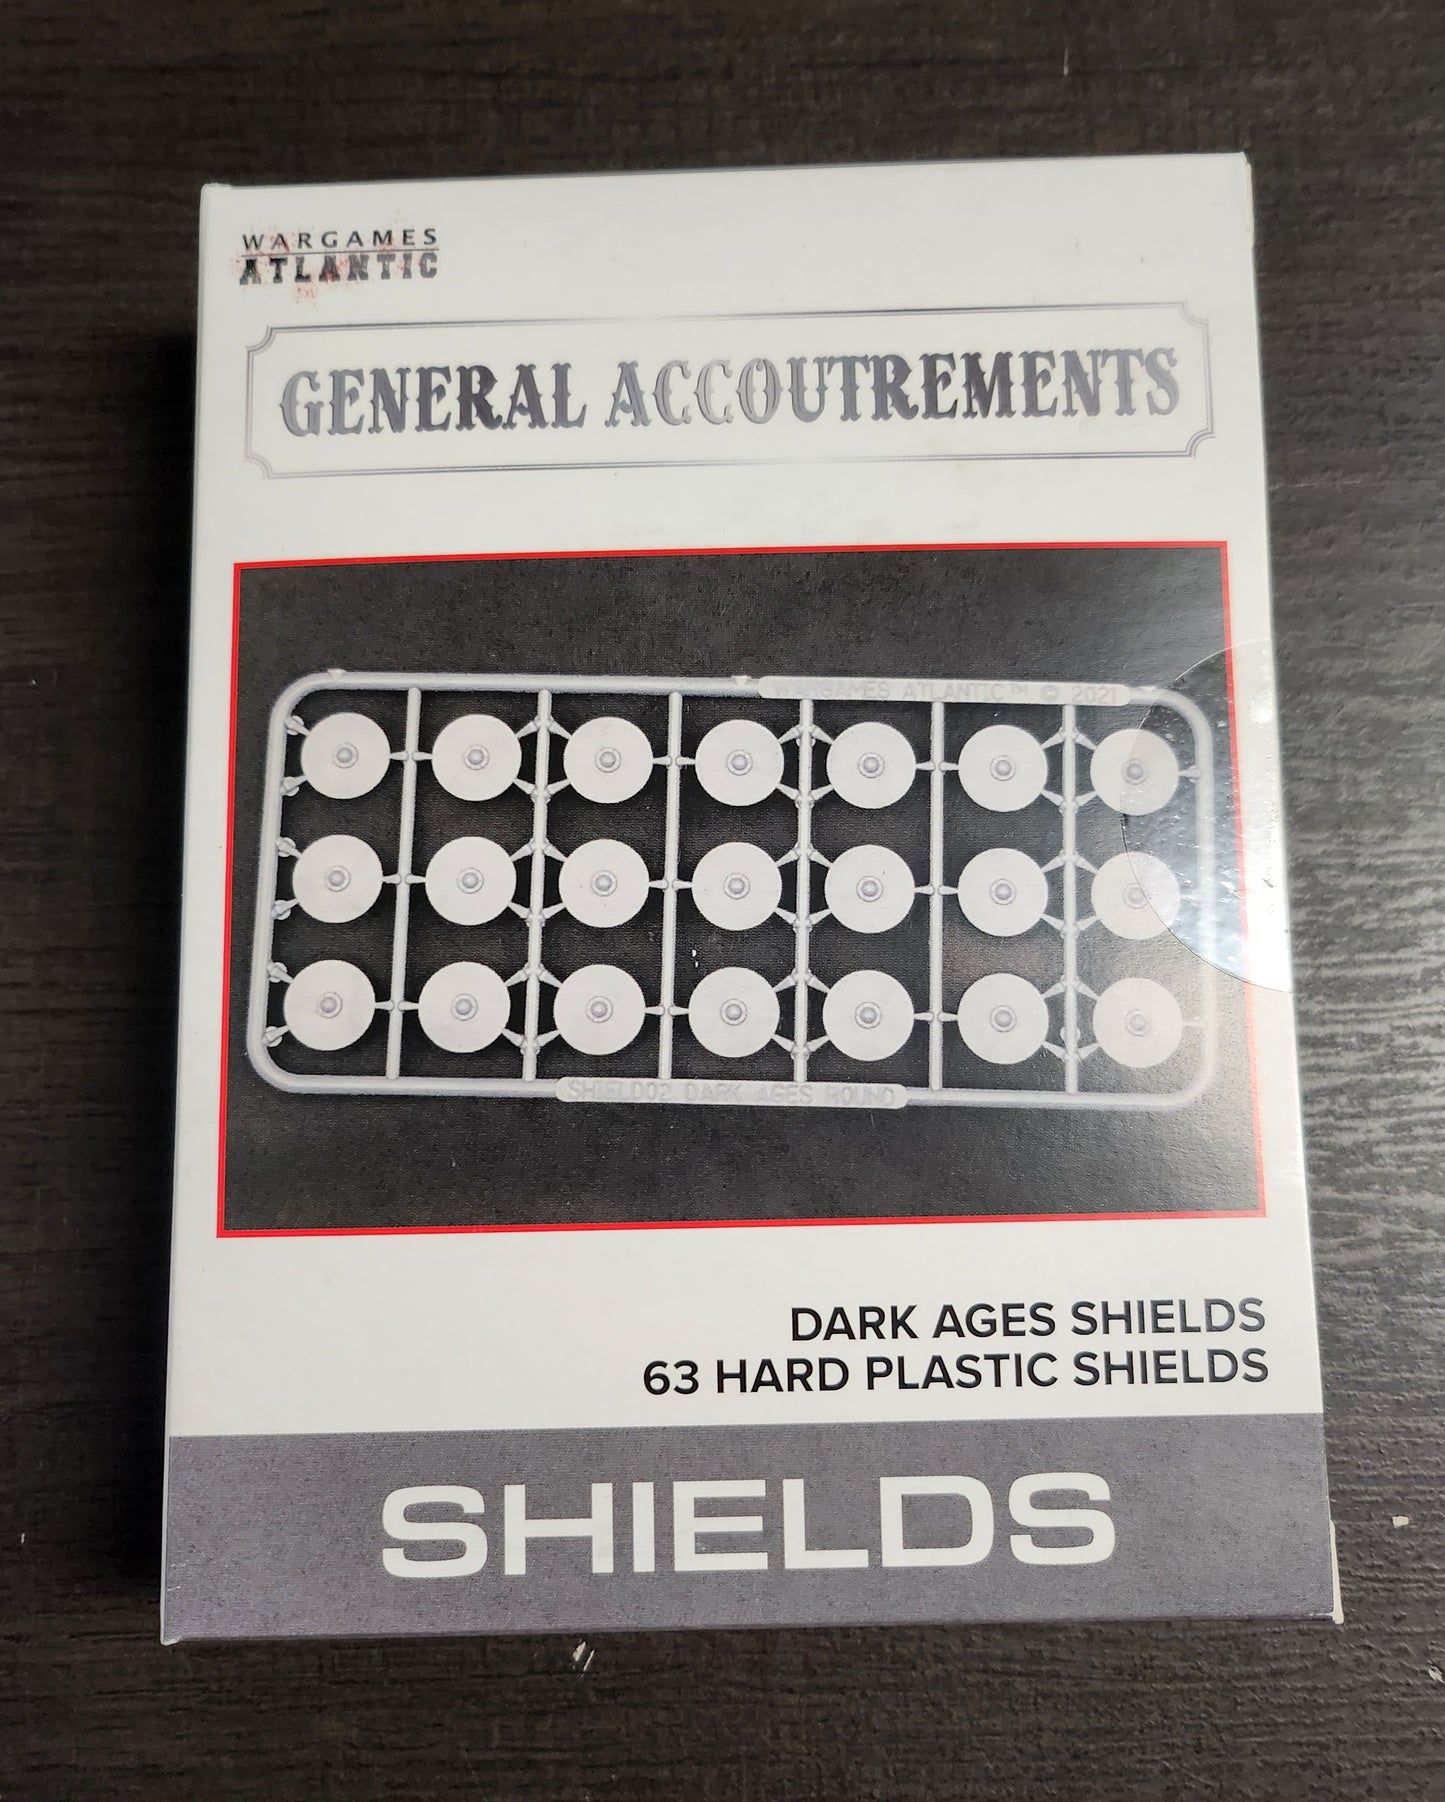 WARGAMES
ATLANTIC
GENERAL ACCOUTREMENTS
WARGAMES ATLANTIC™ © 2021
SHIELD02 DARK AGES ROUND
DARK AGES SHIELDS
63 HARD PLASTIC SHIELDS
SHIELDS